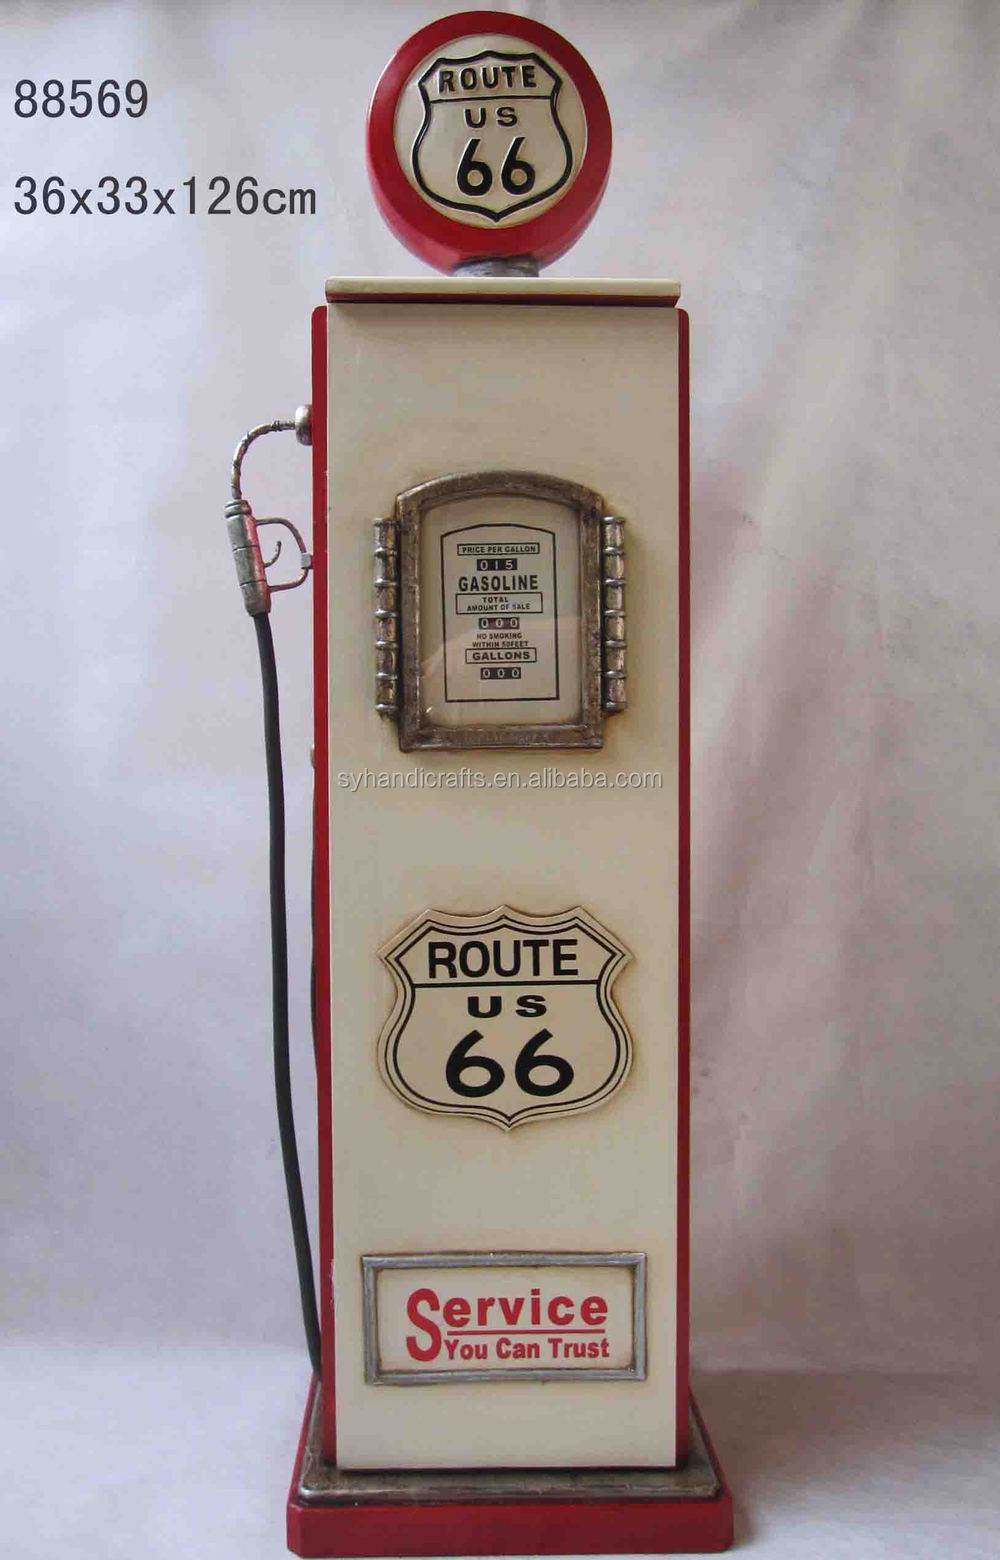 88569
36x33x126cm
ROUTE
US
66
PRICE PER GALLON
015
GASOLINE
TOTAL
AMOUNT OF SALE
000
NO SMOKING
WITHIN 50FEET
GALLONS
000
syhandicrafts.en.alibaba.com
ROUTE
US
66
Service
You Can Trust